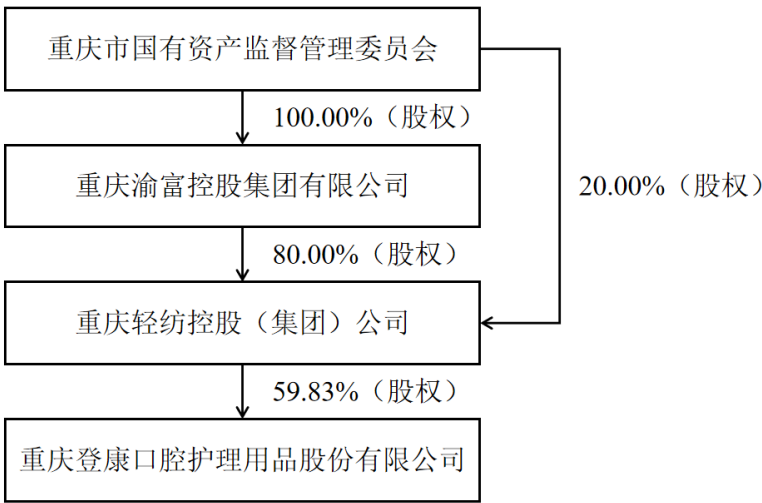 重庆市国有资产监督管理委员会
100.00%（股权）
重庆渝富控股集团有限公司
20.00%（股权）
80.00%（股权）
重庆轻纺控股（集团）公司
59.83%（股权）
重庆登康口腔护理用品股份有限公司